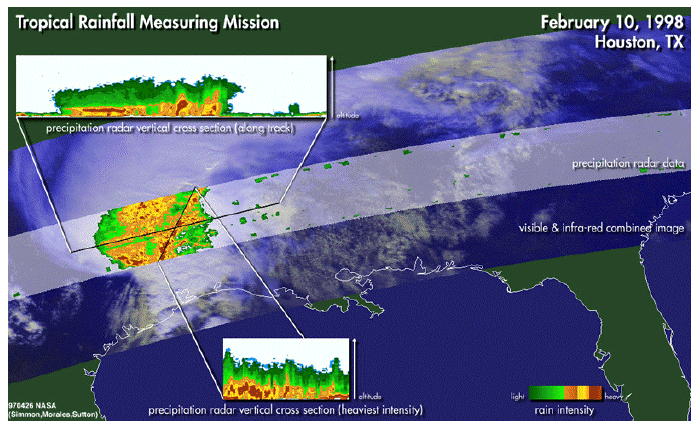 Tropical Rainfall Measuring Mission
February 10, 1998
Houston, TX
altitude
precipitation radar vertical cross section (along track)
precipitation radar data
visible & infra-red combined image
altitude
976426 NASA
(Simmon,Morales,Sutton)
precipitation radar vertical cross section (heaviest intensity)
light
heavy
rain intensity